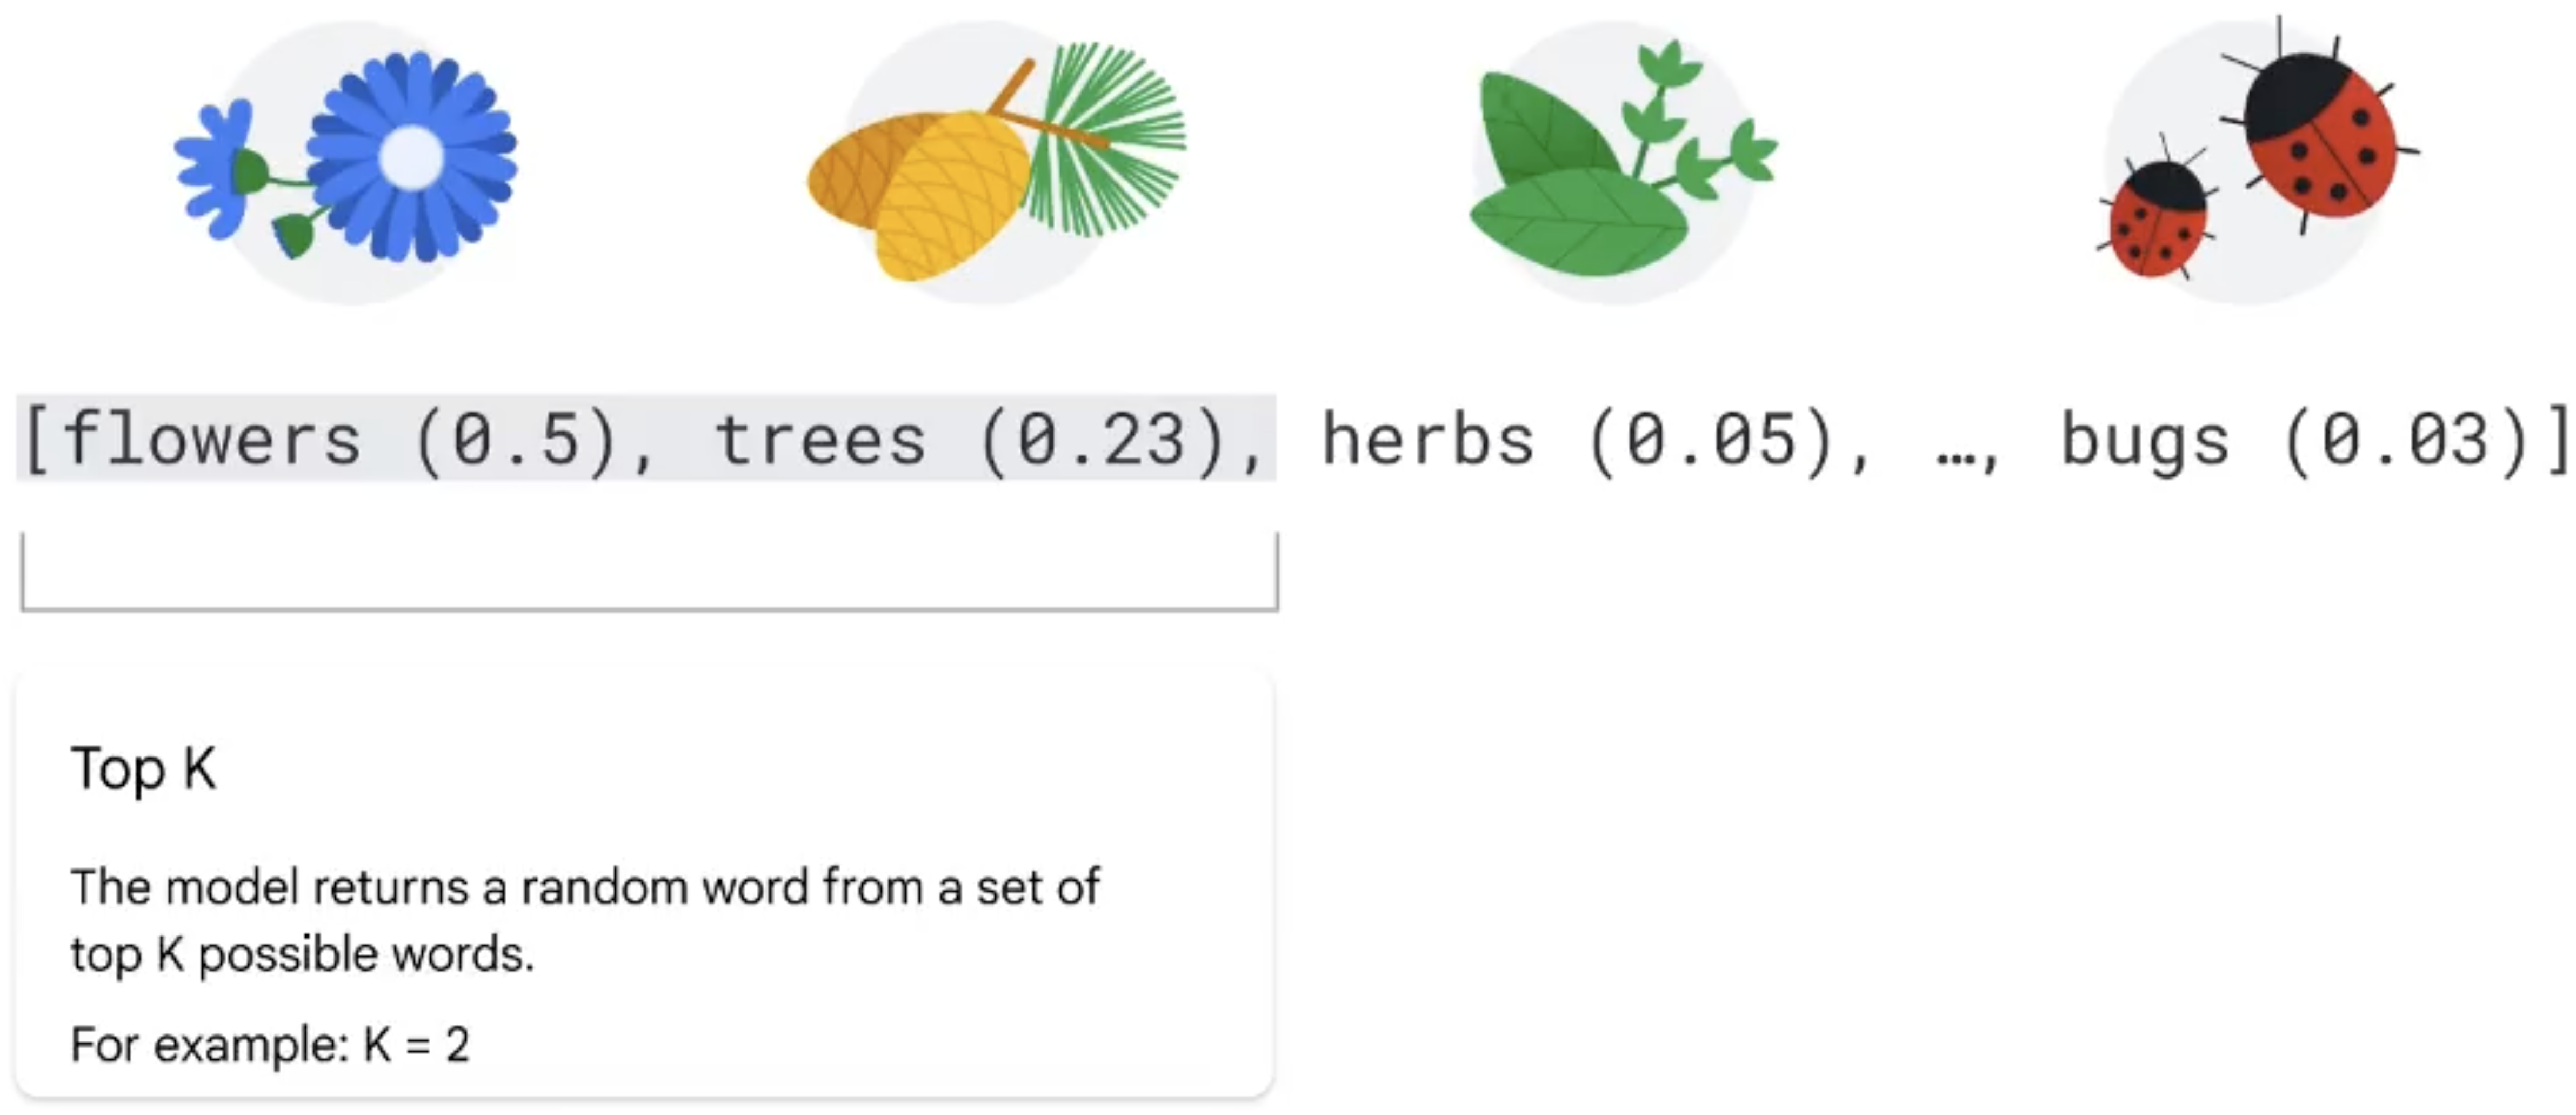 [flowers (0.5), trees (0.23), herbs (0.05), …, bugs (0.03)]
Top K
The model returns a random word from a set of
top K possible words.
For example: K = 2